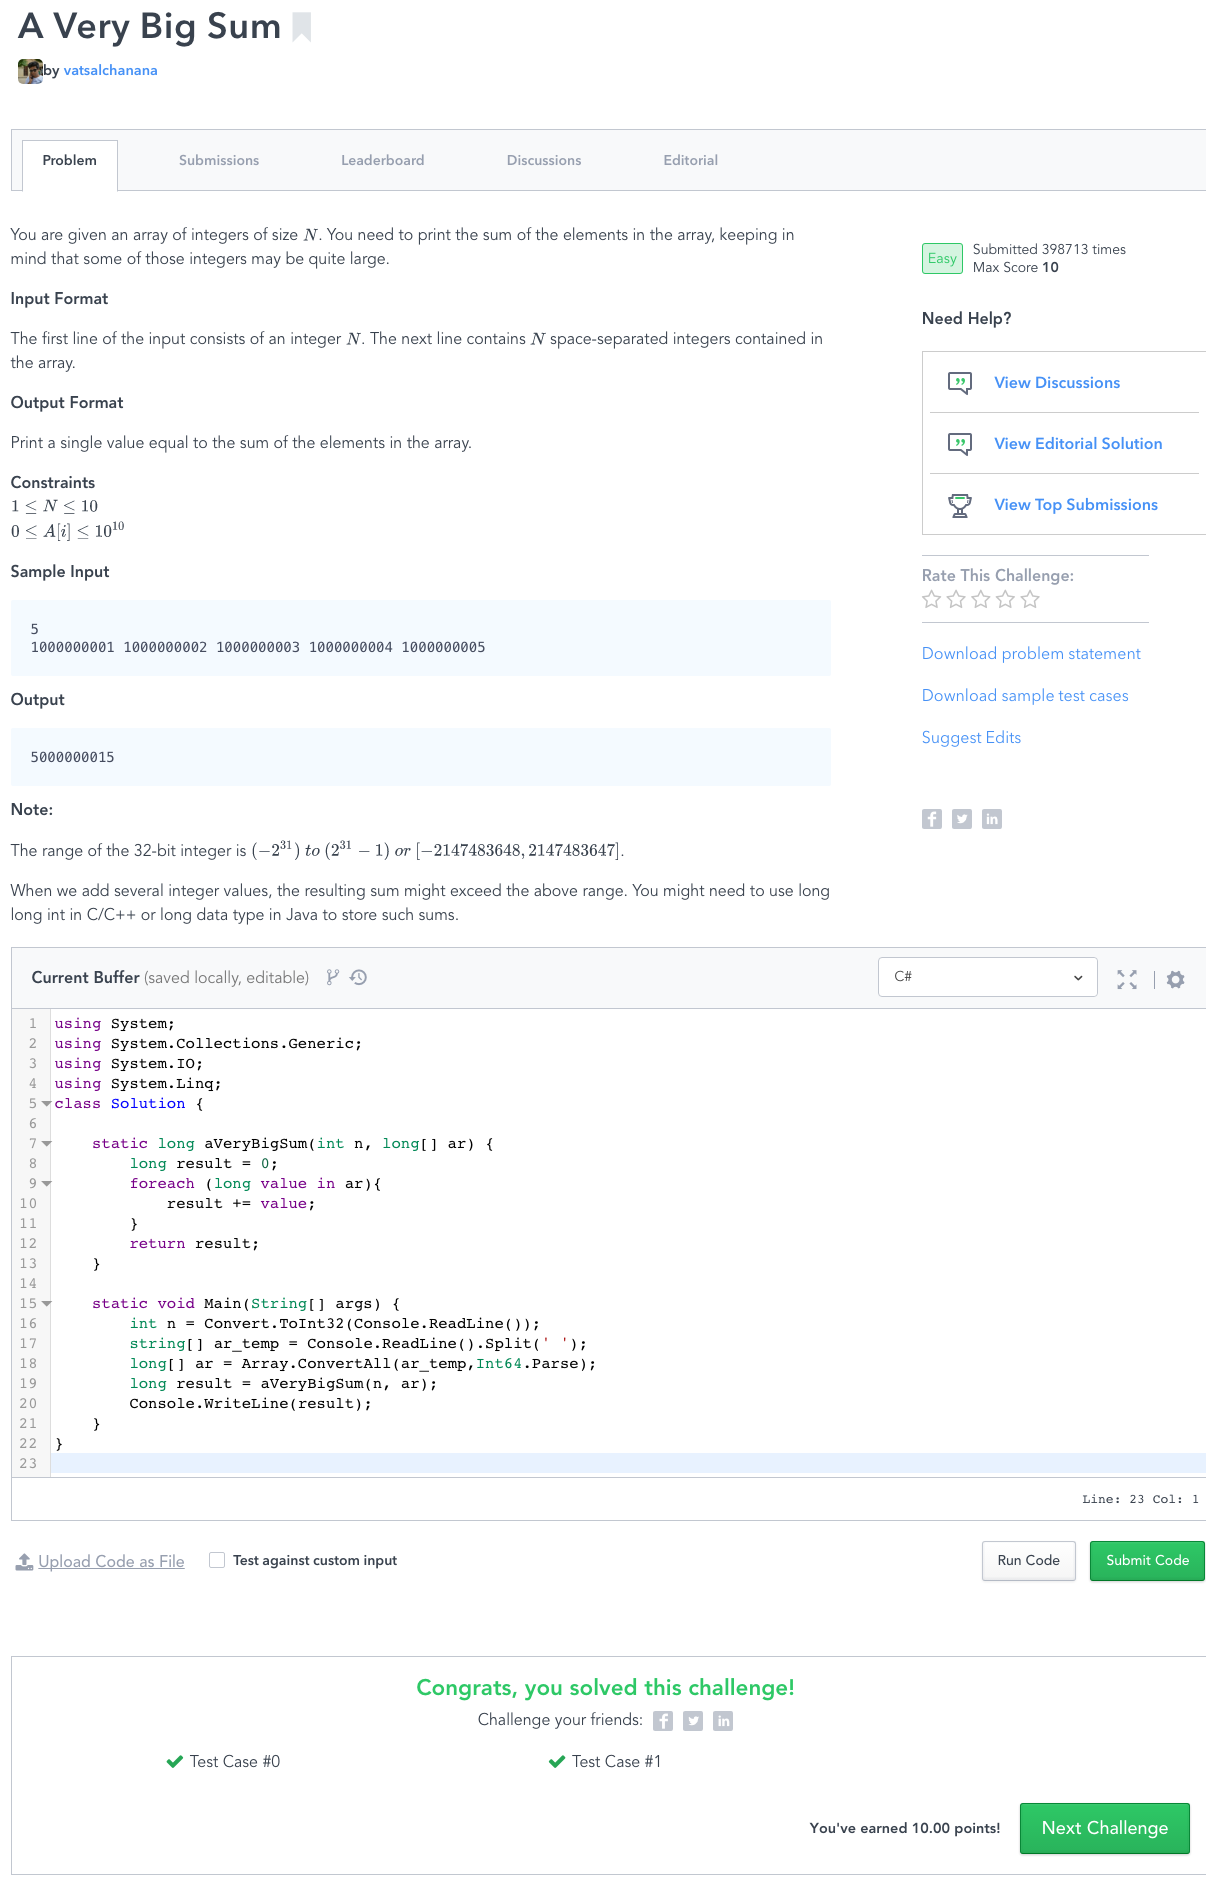 A Very Big Sum
by vatsalchanana
Problem
Submissions
Leaderboard
Discussions
Editorial
You are given an array of integers of size N. You need to print the sum of the elements in the array, keeping in
mind that some of those integers may be quite large.
Input Format
The first line of the input consists of an integer N. The next line contains N space-separated integers contained in
the array.
Output Format
Print a single value equal to the sum of the elements in the array.
Constraints
1 ≤ N ≤ 10
0 ≤ A[i] ≤ 10^10
Sample Input
5
1000000001 1000000002 1000000003 1000000004 1000000005
Output
5000000015
Note:
The range of the 32-bit integer is (−2^31) to (2^31 − 1) or [−2147483648, 2147483647].
When we add several integer values, the resulting sum might exceed the above range. You might need to use long
long int in C/C++ or long data type in Java to store such sums.
Easy
Submitted 398713 times
Max Score 10
Need Help?
View Discussions
View Editorial Solution
View Top Submissions
Rate This Challenge:
Download problem statement
Download sample test cases
Suggest Edits
Current Buffer (saved locally, editable)
C#
1 using System;
2 using System.Collections.Generic;
3 using System.IO;
4 using System.Linq;
5 class Solution {
6
7     static long aVeryBigSum(int n, long[] ar) {
8         long result = 0;
9         foreach (long value in ar){
10             result += value;
11         }
12         return result;
13     }
14
15     static void Main(String[] args) {
16         int n = Convert.ToInt32(Console.ReadLine());
17         string[] ar_temp = Console.ReadLine().Split(' ');
18         long[] ar = Array.ConvertAll(ar_temp,Int64.Parse);
19         long result = aVeryBigSum(n, ar);
20         Console.WriteLine(result);
21     }
22 }
23
Line: 23 Col: 1
Upload Code as File
Test against custom input
Run Code
Submit Code
Congrats, you solved this challenge!
Challenge your friends:
Test Case #0
Test Case #1
You've earned 10.00 points!
Next Challenge